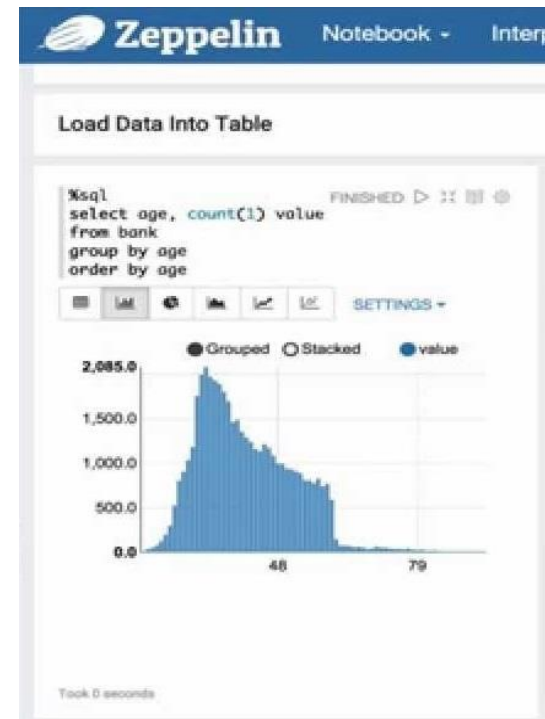 Zeppelin Notebook Interp
Load Data Into Table
%sql FINISHED
select age, count(1) value
from bank
group by age
order by age
SETTINGS
Grouped Stacked value
2,085.0
1,500.0
1,000.0
500.0
0.0
48 79
Took 0 seconds